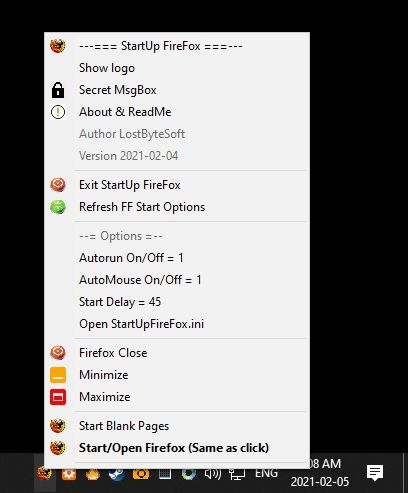 ---=== StartUp FireFox ===---
Show logo
Secret MsgBox
About & ReadMe
Author LostByteSoft
Version 2021-02-04
Exit StartUp FireFox
Refresh FF Start Options
--= Options =--
Autorun On/Off = 1
AutoMouse On/Off = 1
Start Delay = 45
Open StartUpFireFox.ini
Firefox Close
Minimize
Maximize
Start Blank Pages
Start/Open Firefox (Same as click)
ENG
08 AM
2021-02-05